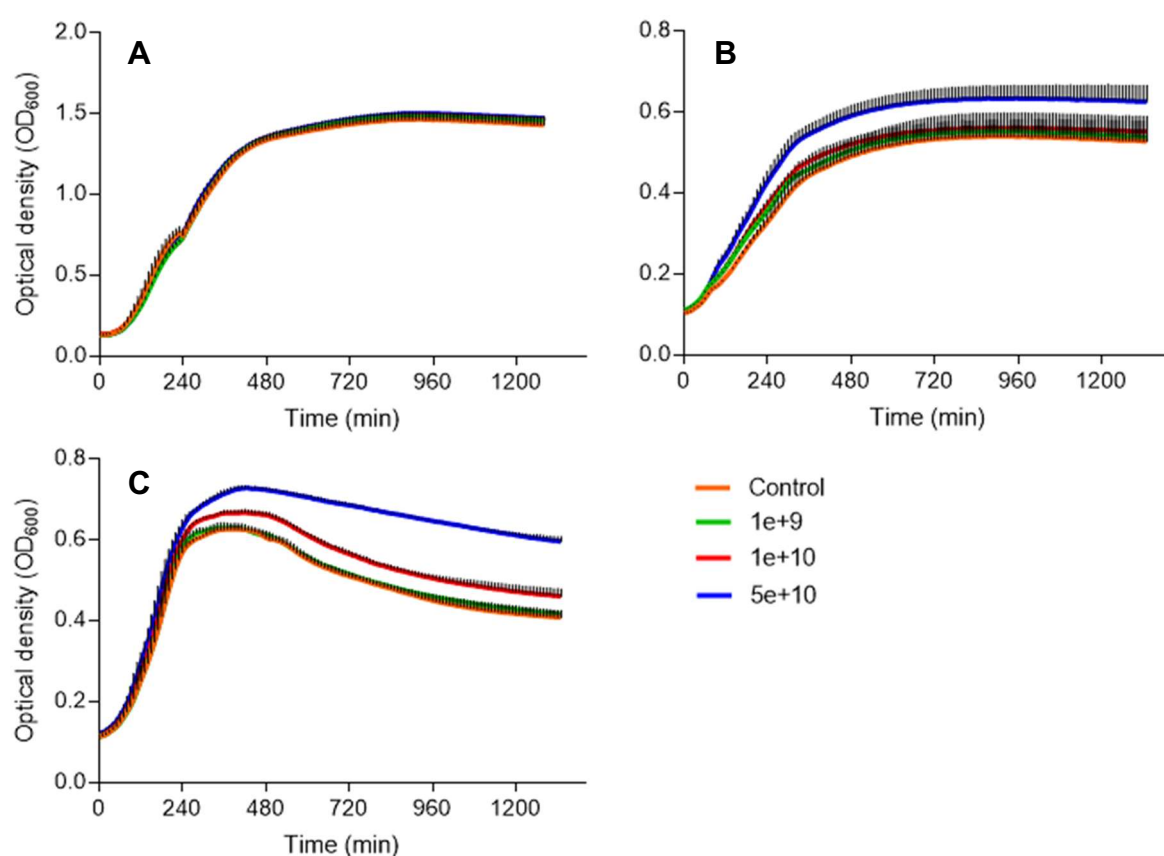 A
Optical density (OD600)
2.0
1.5
1.0
0.5
0.0
0 240 480 720 960 1200
Time (min)
B
0.8
0.6
0.4
0.2
0.0
0 240 480 720 960 1200
Time (min)
C
Optical density (OD600)
0.8
0.6
0.4
0.2
0.0
0 240 480 720 960 1200
Time (min)
Control
1e+9
1e+10
5e+10